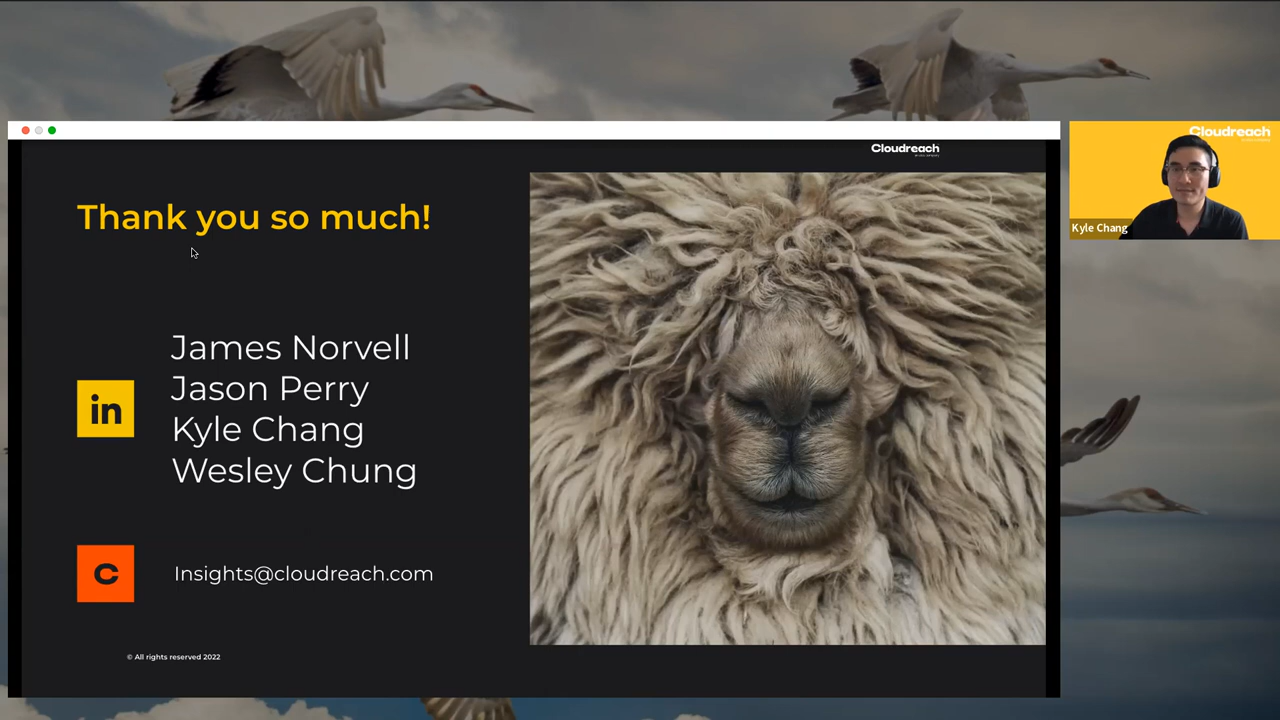 Cloudreach
Thank you so much!
James Norvell
Jason Perry
Kyle Chang
Wesley Chung
in
C
Insights@cloudreach.com
© All rights reserved 2022
Cloudreach
Kyle Chang